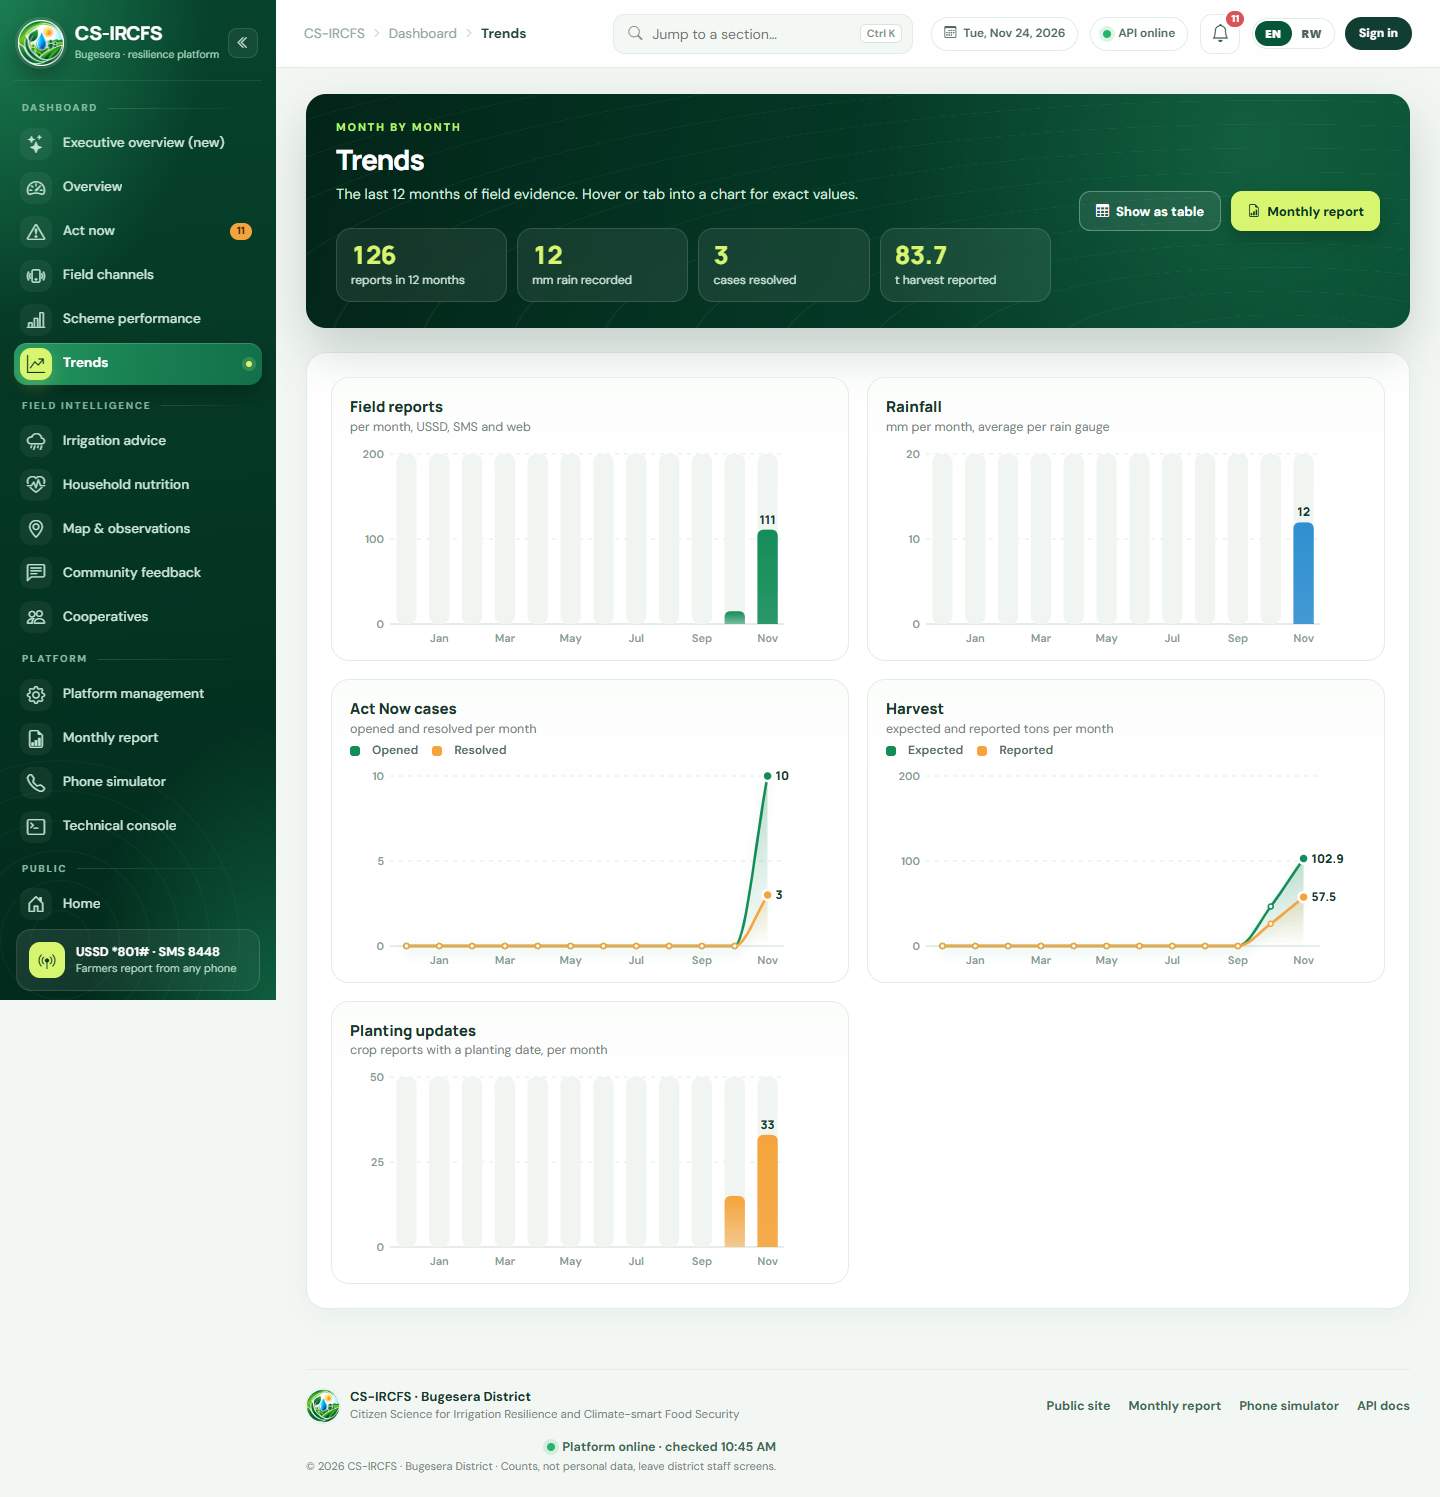 CS-IRCFS
Bugesera · resilience platform
DASHBOARD
Executive overview (new)
Overview
Act now
11
Field channels
Scheme performance
Trends
FIELD INTELLIGENCE
Irrigation advice
Household nutrition
Map & observations
Community feedback
Cooperatives
PLATFORM
Platform management
Monthly report
Phone simulator
Technical console
PUBLIC
Home
USSD *801# · SMS 8448
Farmers report from any phone
CS-IRCFS
Dashboard
Trends
Jump to a section...
Ctrl K
Tue, Nov 24, 2026
API online
11
EN
RW
Sign in
MONTH BY MONTH
Trends
The last 12 months of field evidence. Hover or tab into a chart for exact values.
Show as table
Monthly report
126
reports in 12 months
12
mm rain recorded
3
cases resolved
83.7
t harvest reported
Field reports
per month, USSD, SMS and web
200
100
0
111
Jan Mar May Jul Sep Nov
Rainfall
mm per month, average per rain gauge
20
10
0
12
Jan Mar May Jul Sep Nov
Act Now cases
opened and resolved per month
Opened Resolved
10
5
0
10
3
Jan Mar May Jul Sep Nov
Harvest
expected and reported tons per month
Expected Reported
200
100
0
102.9
57.5
Jan Mar May Jul Sep Nov
Planting updates
crop reports with a planting date, per month
50
25
0
33
Jan Mar May Jul Sep Nov
CS-IRCFS · Bugesera District
Citizen Science for Irrigation Resilience and Climate-smart Food Security
Public site Monthly report Phone simulator API docs
Platform online · checked 10:45 AM
© 2026 CS-IRCFS · Bugesera District · Counts, not personal data, leave district staff screens.